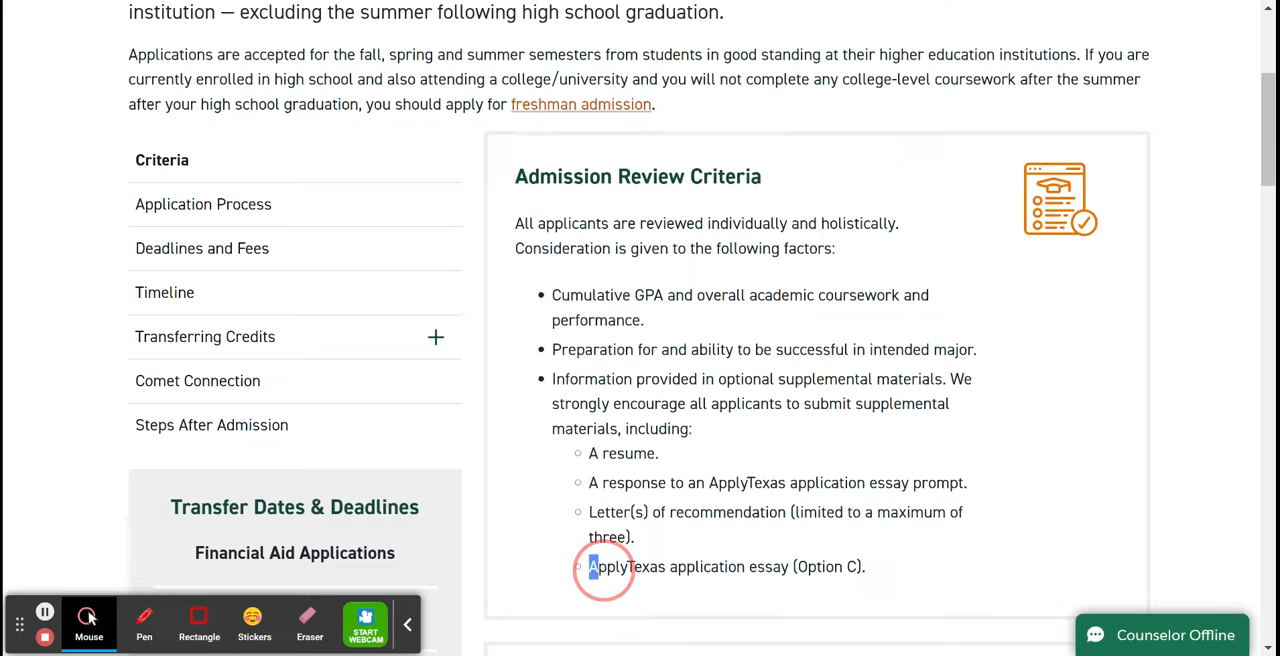 institution — excluding the summer following high school graduation.
Applications are accepted for the fall, spring and summer semesters from students in good standing at their higher education institutions. If you are
currently enrolled in high school and also attending a college/university and you will not complete any college-level coursework after the summer
after your high school graduation, you should apply for freshman admission.
Criteria
Application Process
Deadlines and Fees
Timeline
Transferring Credits
Comet Connection
Steps After Admission
Transfer Dates & Deadlines
Financial Aid Applications
Admission Review Criteria
All applicants are reviewed individually and holistically.
Consideration is given to the following factors:
• Cumulative GPA and overall academic coursework and
performance.
• Preparation for and ability to be successful in intended major.
• Information provided in optional supplemental materials. We
strongly encourage all applicants to submit supplemental
materials, including:
○ A resume.
○ A response to an ApplyTexas application essay prompt.
○ Letter(s) of recommendation (limited to a maximum of
three).
○ ApplyTexas application essay (Option C).
Mouse
Pen
Rectangle
Stickers
Eraser
START
WEBCAM
Counselor Offline